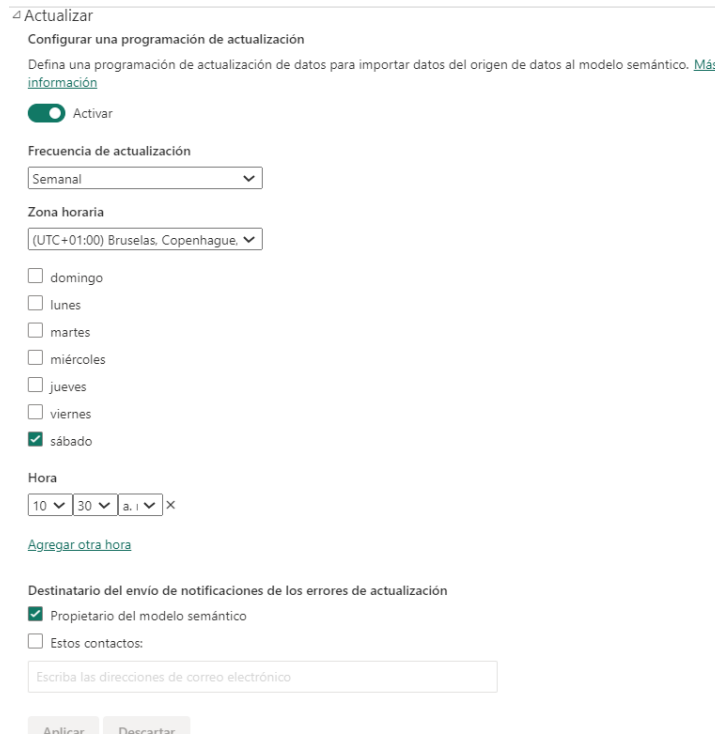 Actualizar
Configurar una programación de actualización
Defina una programación de actualización de datos para importar datos del origen de datos al modelo semántico. Más
información
Activar
Frecuencia de actualización
Semanal
Zona horaria
(UTC+01:00) Bruselas, Copenhague,
domingo
lunes
martes
miércoles
jueves
viernes
sábado
Hora
10 30 a.
Agregar otra hora
Destinatario del envío de notificaciones de los errores de actualización
Propietario del modelo semántico
Estos contactos:
Escriba las direcciones de correo electrónico
Aplicar Descartar